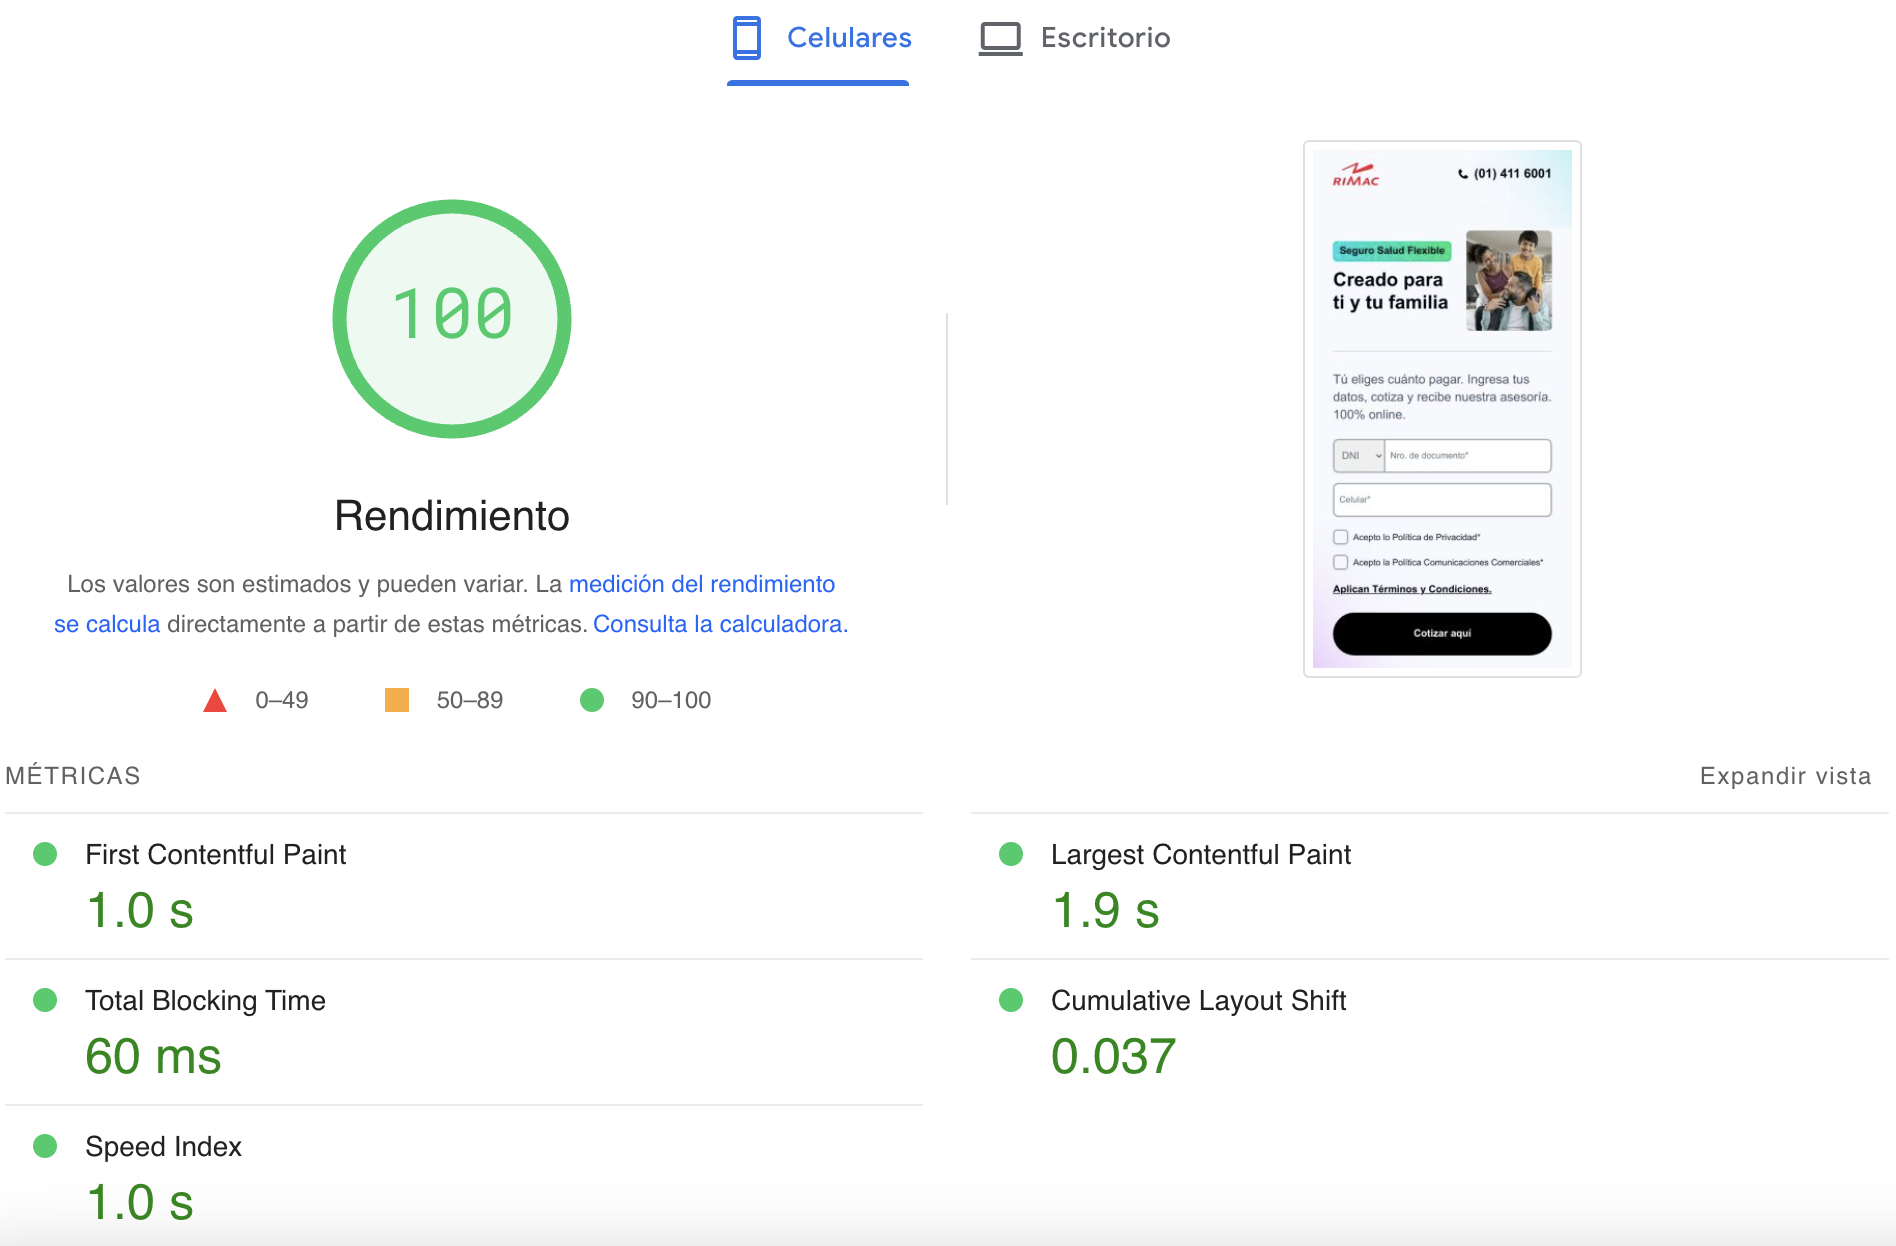 Celulares
Escritorio
100
Rendimiento
Los valores son estimados y pueden variar. La medición del rendimiento
se calcula directamente a partir de estas métricas. Consulta la calculadora.
0–49
50–89
90–100
RIMAC
(01) 411 6001
Seguro Salud Flexible
Creado para
ti y tu familia
Tú eliges cuánto pagar. Ingresa tus
datos, cotiza y recibe nuestra asesoría.
100% online.
DNI
Nro. de documento*
Celular*
Acepto lo Política de Privacidad*
Acepto la Política Comunicaciones Comerciales*
Aplican Términos y Condiciones.
Cotizar aquí
MÉTRICAS
Expandir vista
First Contentful Paint
1.0 s
Largest Contentful Paint
1.9 s
Total Blocking Time
60 ms
Cumulative Layout Shift
0.037
Speed Index
1.0 s